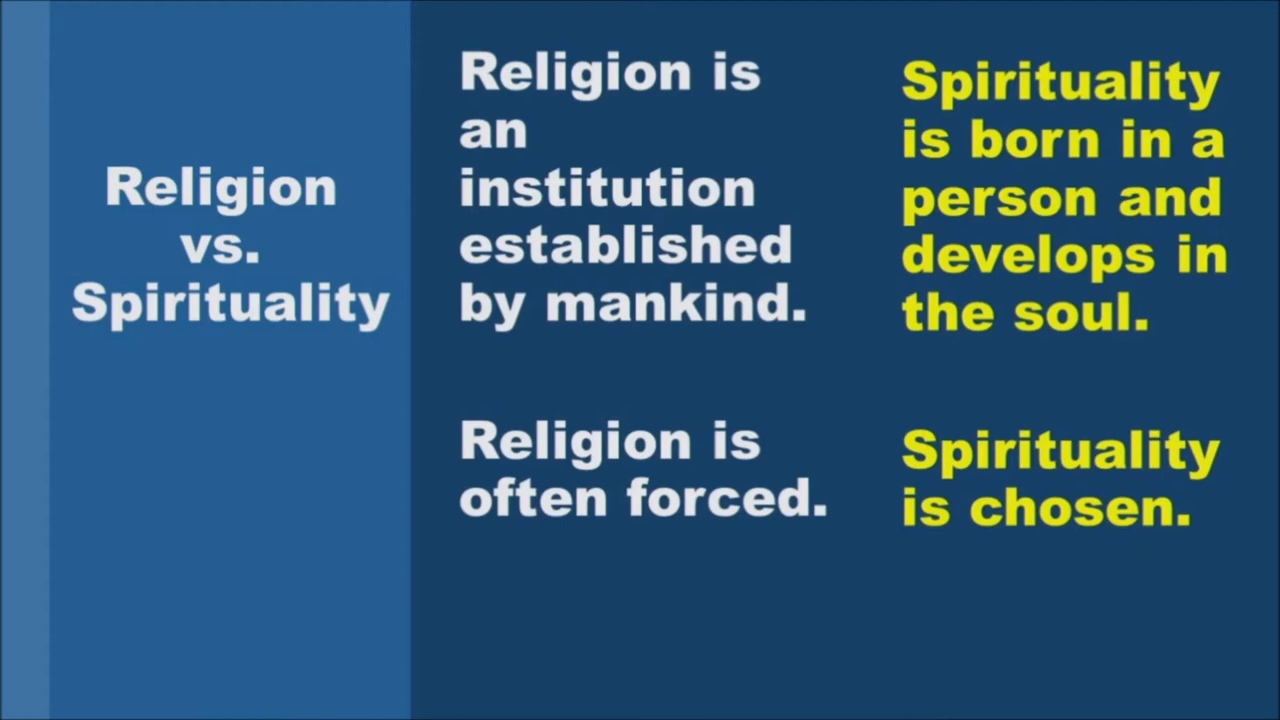 Religion
vs.
Spirituality
Religion is
an
institution
established
by mankind.
Spirituality
is born in a
person and
develops in
the soul.
Religion is
often forced.
Spirituality
is chosen.